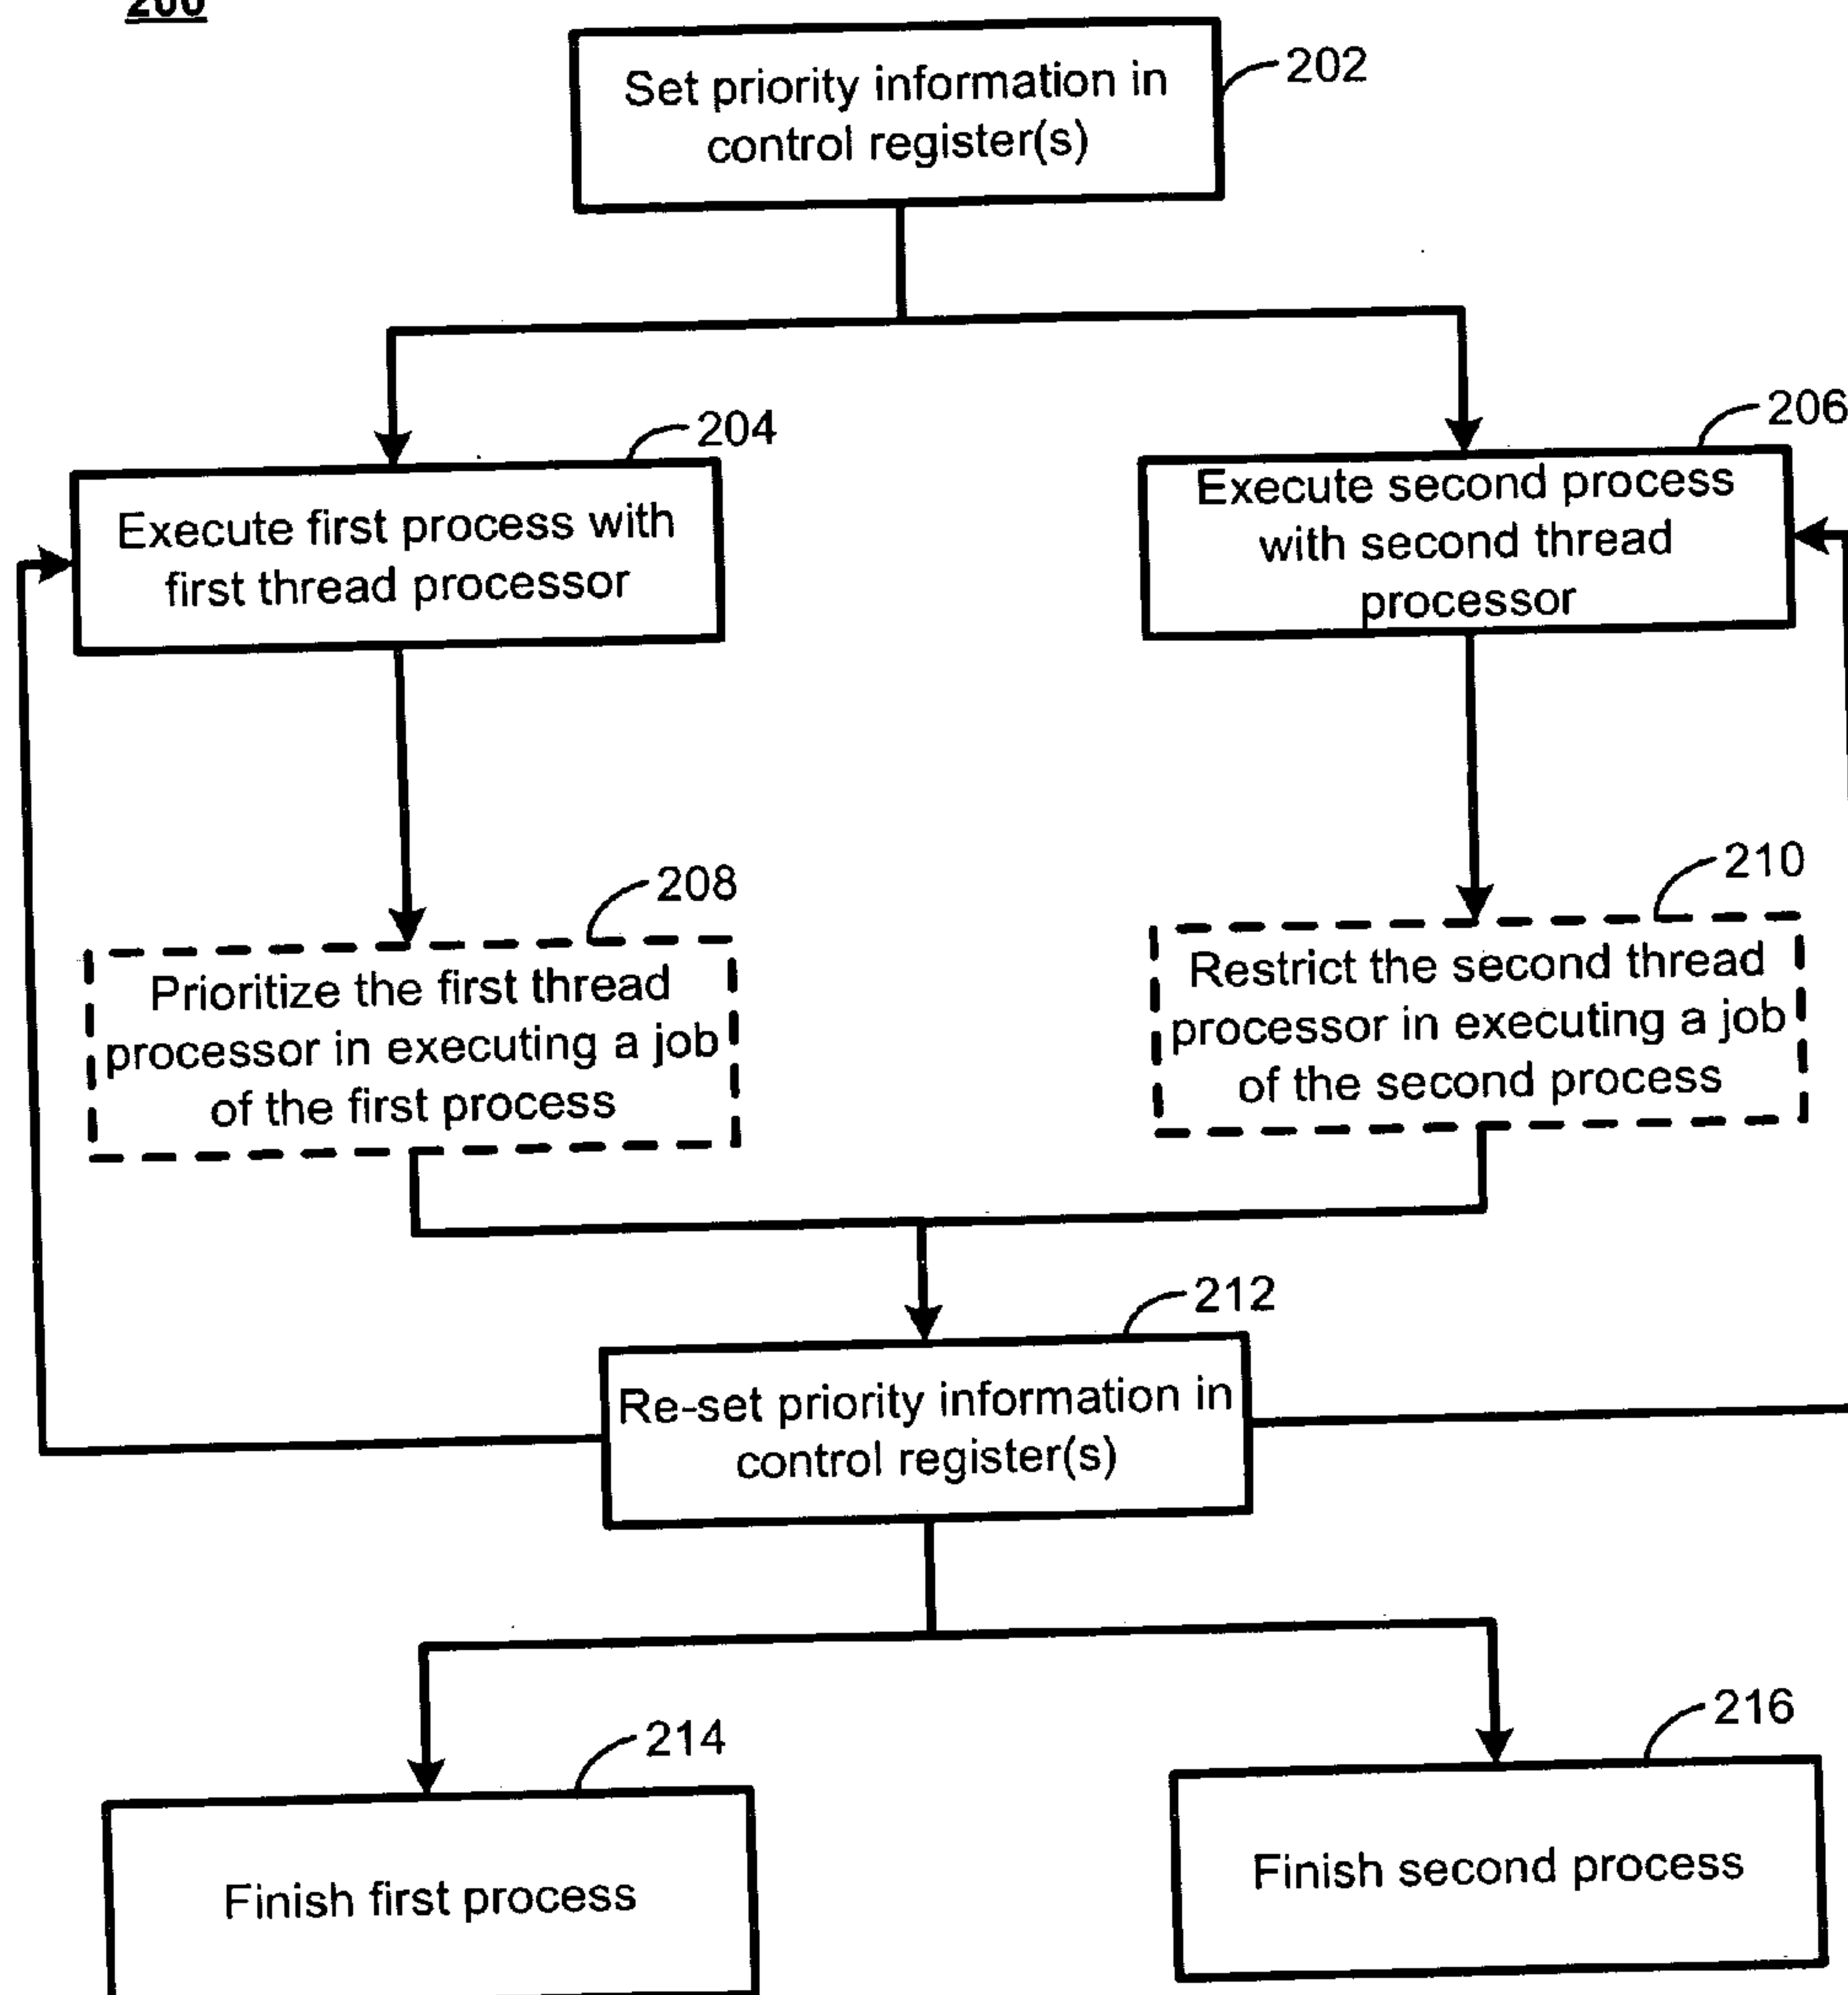 200
Set priority information in
control register(s)
202
204
Execute first process with
first thread processor
206
Execute second process
with second thread
processor
208
Prioritize the first thread
processor in executing a job
of the first process
210
Restrict the second thread
processor in executing a job
of the second process
212
Re-set priority information in
control register(s)
214
Finish first process
216
Finish second process